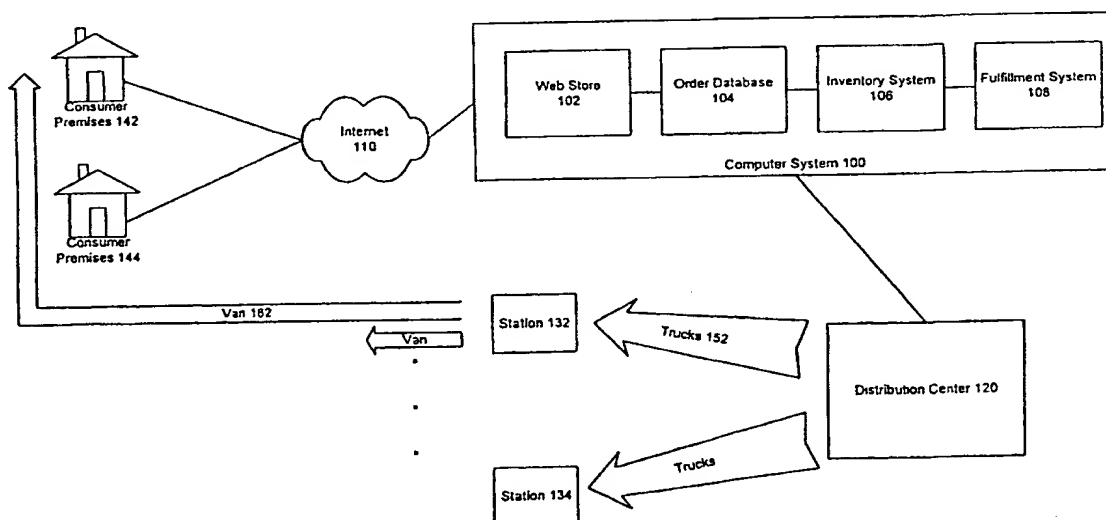 Consumer
Premises 142
Consumer
Premises 144
Internet
110
Web Store
102
Order Database
104
Inventory System
106
Fulfillment System
108
Computer System 100
Van 162
Van
Station 132
Trucks 152
Distribution Center 120
Trucks
Station 134